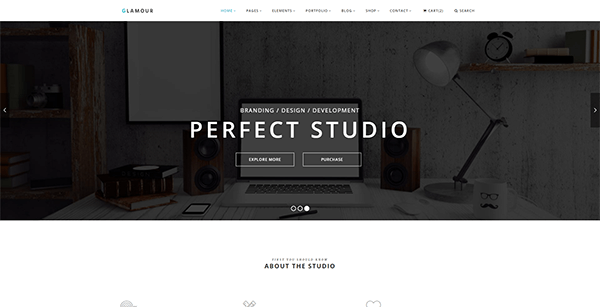 GLAMOUR
HOME PAGES ELEMENTS PORTFOLIO BLOG SHOP CONTACT CART(0) SEARCH
BRANDING / DESIGN / DEVELOPMENT
PERFECT STUDIO
EXPLORE MORE PURCHASE
FIRST YOU SHOULD KNOW
ABOUT THE STUDIO